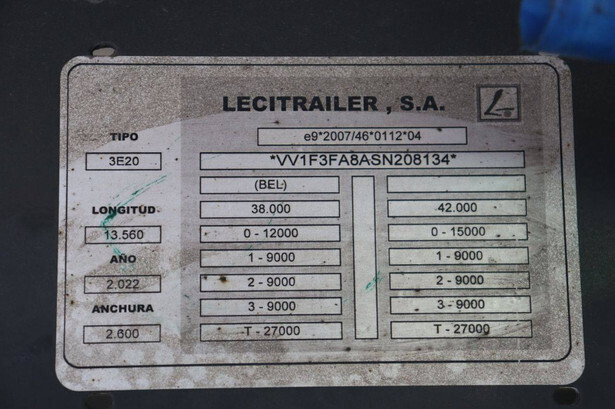 LECITRAILER , S.A.
TIPO
e9*2007/46*0112*04
3E20
*VV1F3FA8ASN208134*
(BEL)
LONGITUD
38.000
42.000
13.560
0 - 12000
0 - 15000
AÑO
1 - 9000
1 - 9000
2.022
2 - 9000
2 - 9000
ANCHURA
3 - 9000
3 - 9000
2.600
T - 27000
T - 27000